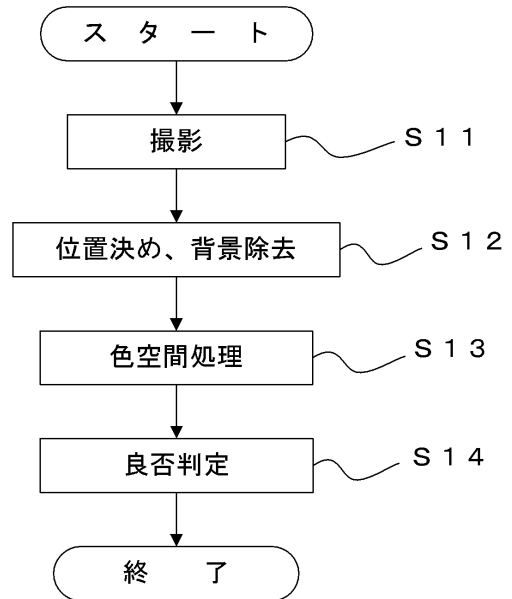 スタート
撮影
S11
位置決め、背景除去
S12
色空間処理
S13
良否判定
S14
終了